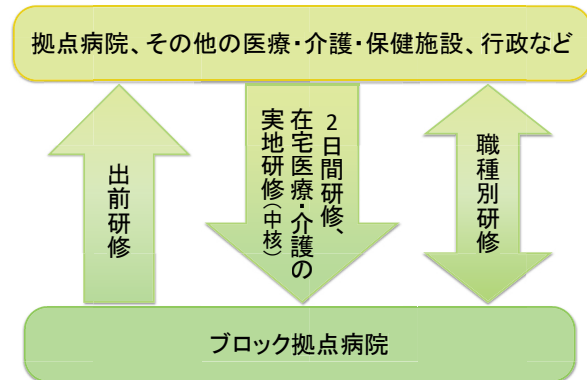 拠点病院、その他の医療・介護・保健施設、行政など
出前研修
2日間研修、
在宅医療・介護の
実地研修(中核)
職種別研修
ブロック拠点病院